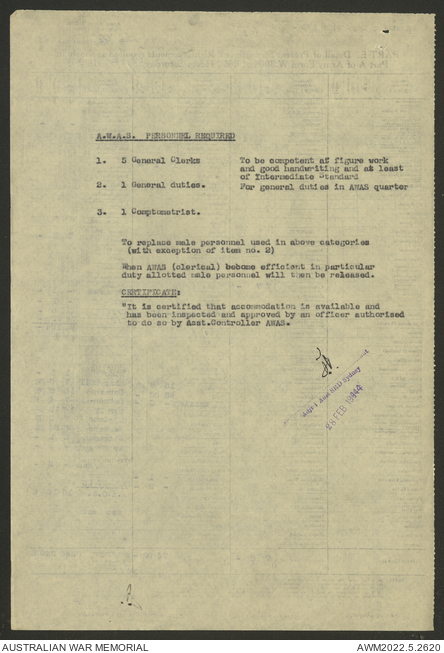 A.W.A.S. PERSONNEL REQUIRED
1. 5 General Clerks To be competent at figure work
and good handwriting and at least
of Intermediate Standard
2. 1 General duties. For general duties in AWAS quarter
3. 1 Comptometrist.
To replace male personnel used in above categories
(with exception of item no. 2)
When AWAS (clerical) become efficient in particular
duty allotted male personnel will then be released.
CERTIFICATE:
"It is certified that accommodation is available and
has been inspected and approved by an officer authorised
to do so by Asst.Controller AWAS.
Sydney
28 FEB 1944
AUSTRALIAN WAR MEMORIAL
AWM2022.5.2620